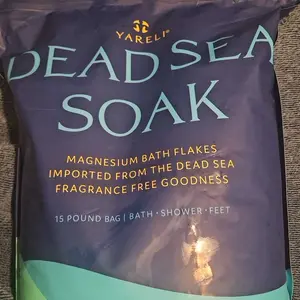 YARELI®
DEAD SEA
SOAK
MAGNESIUM BATH FLAKES
IMPORTED FROM THE DEAD SEA
FRAGRANCE FREE GOODNESS
15 POUND BAG | BATH • SHOWER • FEET